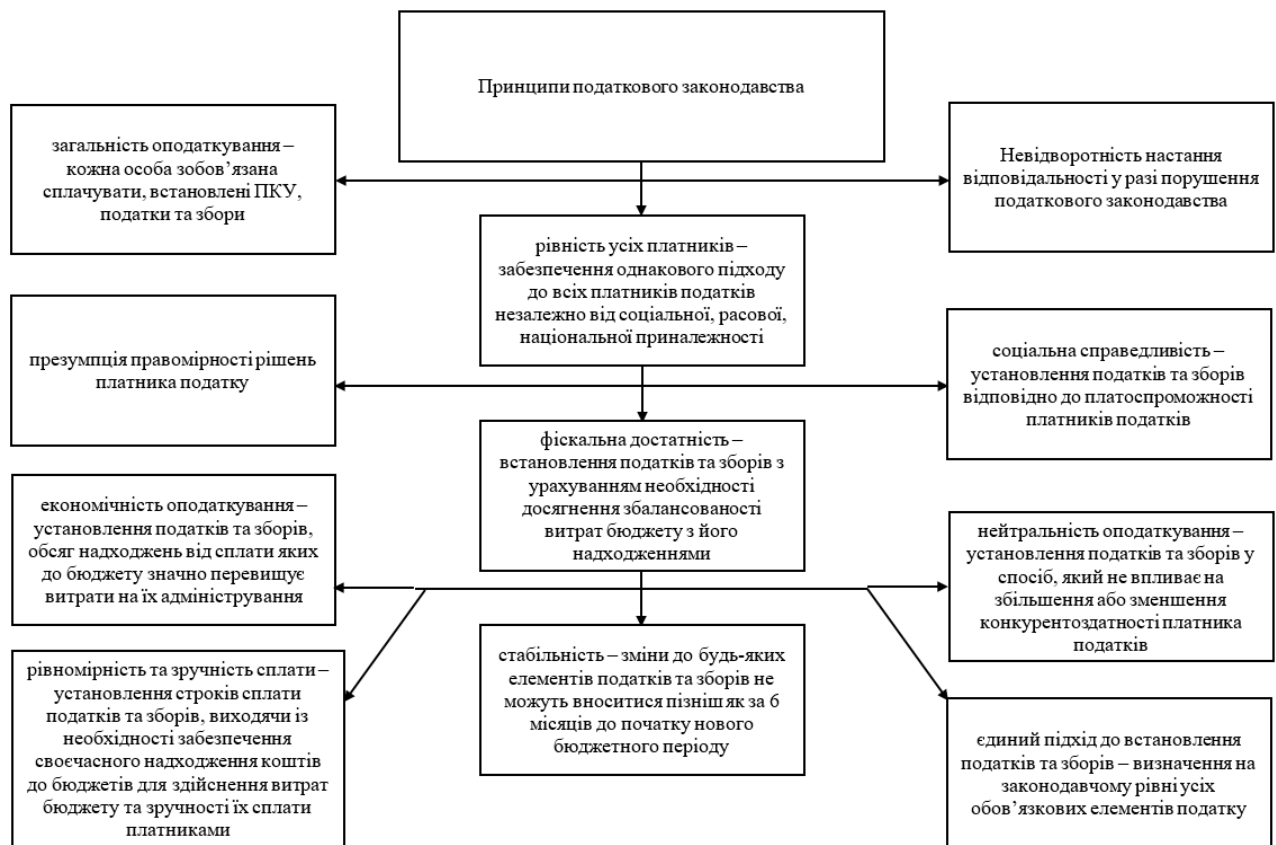 Принципи податкового законодавства
загальність оподаткування –
кожна особа зобов’язана
сплачувати, встановлені ПКУ,
податки та збори
Невідворотність настання
відповідальності у разі порушення
податкового законодавства
рівність усіх платників –
забезпечення однакового підходу
до всіх платників податків
незалежно від соціальної, расової,
національної приналежності
презумпція правомірності рішень
платника податку
соціальна справедливість –
установлення податків та зборів
відповідно до платоспроможності
платників податків
фіскальна достатність –
встановлення податків та зборів з
урахуванням необхідності
досягнення збалансованості
витрат бюджету з його
надходженнями
економічність оподаткування –
установлення податків та зборів,
обсяг надходжень від сплати яких
до бюджету значно перевищує
витрати на їх адміністрування
нейтральність оподаткування –
установлення податків та зборів у
спосіб, який не впливає на
збільшення або зменшення
конкурентоздатності платника
податків
рівномірність та зручність сплати –
установлення строків сплати
податків та зборів, виходячи із
необхідності забезпечення
своєчасного надходження коштів
до бюджетів для здійснення витрат
бюджету та зручності їх сплати
платниками
стабільність – зміни до будь-яких
елементів податків та зборів не
можуть вноситися пізніш як за 6
місяців до початку нового
бюджетного періоду
єдиний підхід до встановлення
податків та зборів – визначення на
законодавчому рівні усіх
обов’язкових елементів податку